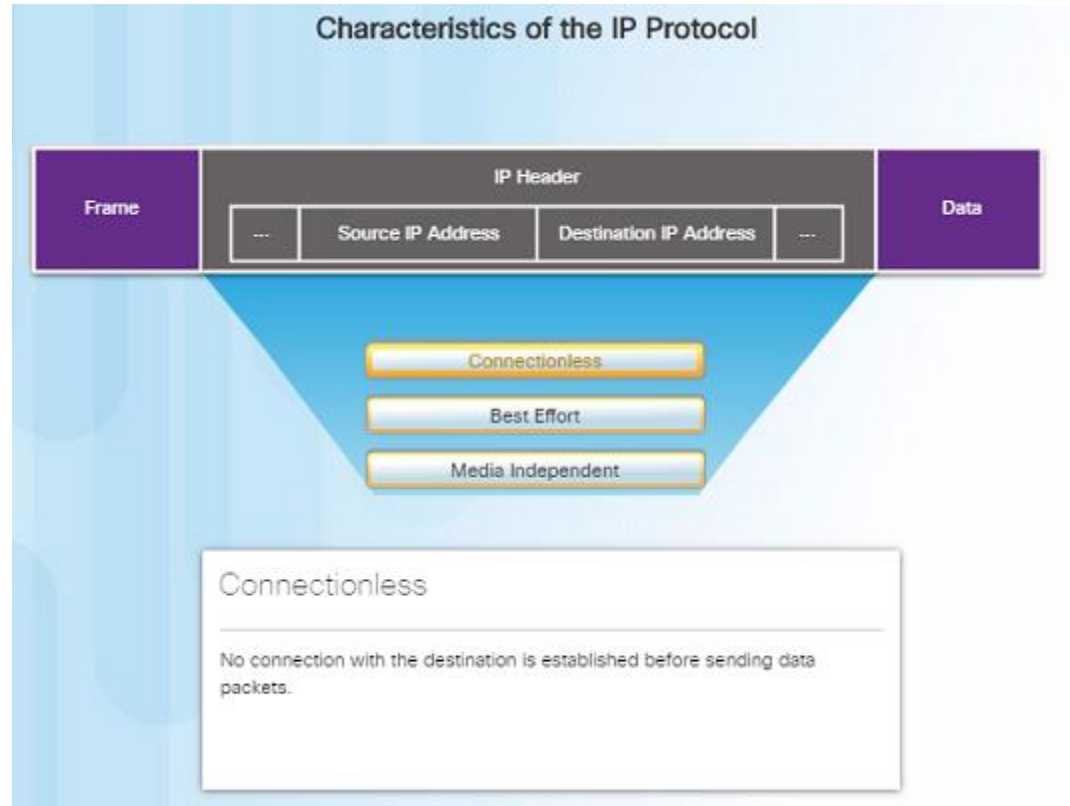 Characteristics of the IP Protocol
IP Header
Frame
Data
---
Source IP Address
Destination IP Address
---
Connectionless
Best Effort
Media Independent
Connectionless
No connection with the destination is established before sending data
packets.